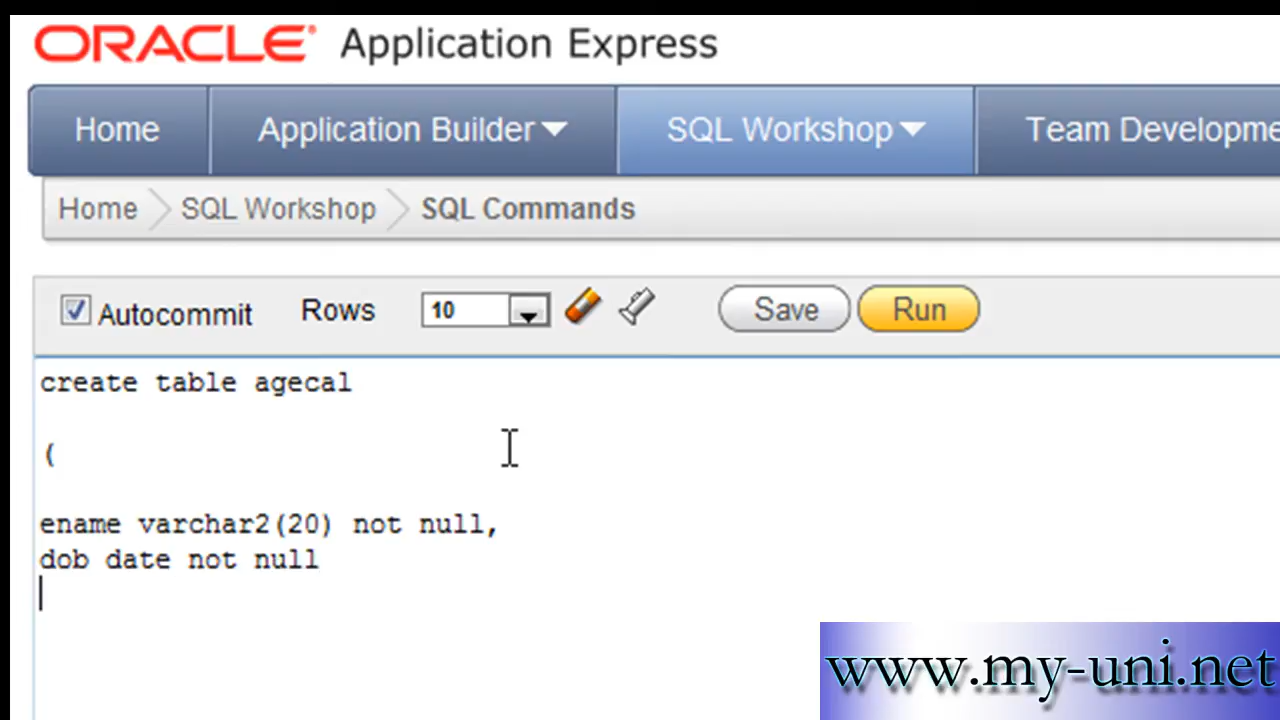 ORACLE Application Express
Home Application Builder SQL Workshop Team Developme
Home SQL Workshop SQL Commands
Autocommit Rows 10 Save Run
create table agecal
(
ename varchar2(20) not null,
dob date not null
www.my-uni.net